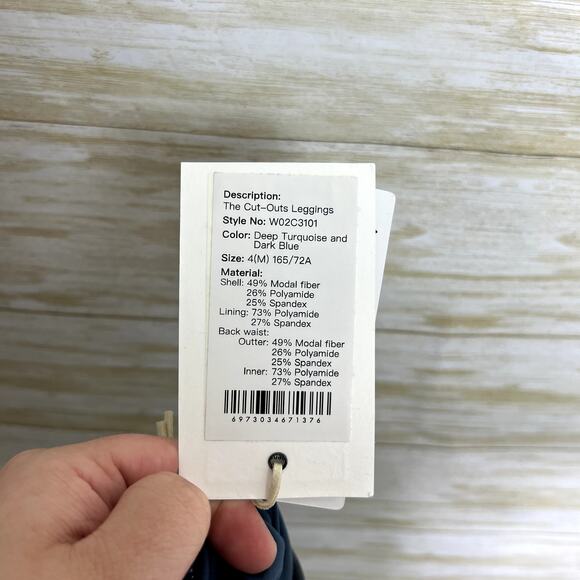 Description:
The Cut-Outs Leggings
Style No: W02C3101
Color: Deep Turquoise and
Dark Blue
Size: 4(M) 165/72A
Material:
Shell: 49% Modal fiber
26% Polyamide
25% Spandex
Lining: 73% Polyamide
27% Spandex
Back waist:
Outter: 49% Modal fiber
26% Polyamide
25% Spandex
Inner: 73% Polyamide
27% Spandex
6973034671376